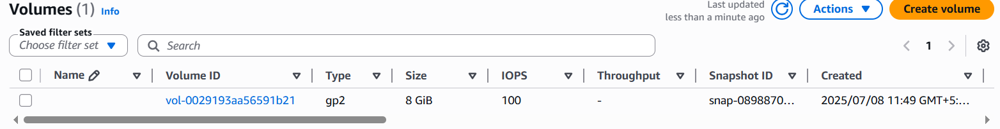 Volumes (1) Info
Last updated
less than a minute ago
Actions
Create volume
Saved filter sets
Choose filter set
Search
1
Name Volume ID Type Size IOPS Throughput Snapshot ID Created
vol-0029193aa56591b21 gp2 8 GiB 100 - snap-0898870... 2025/07/08 11:49 GMT+5:...